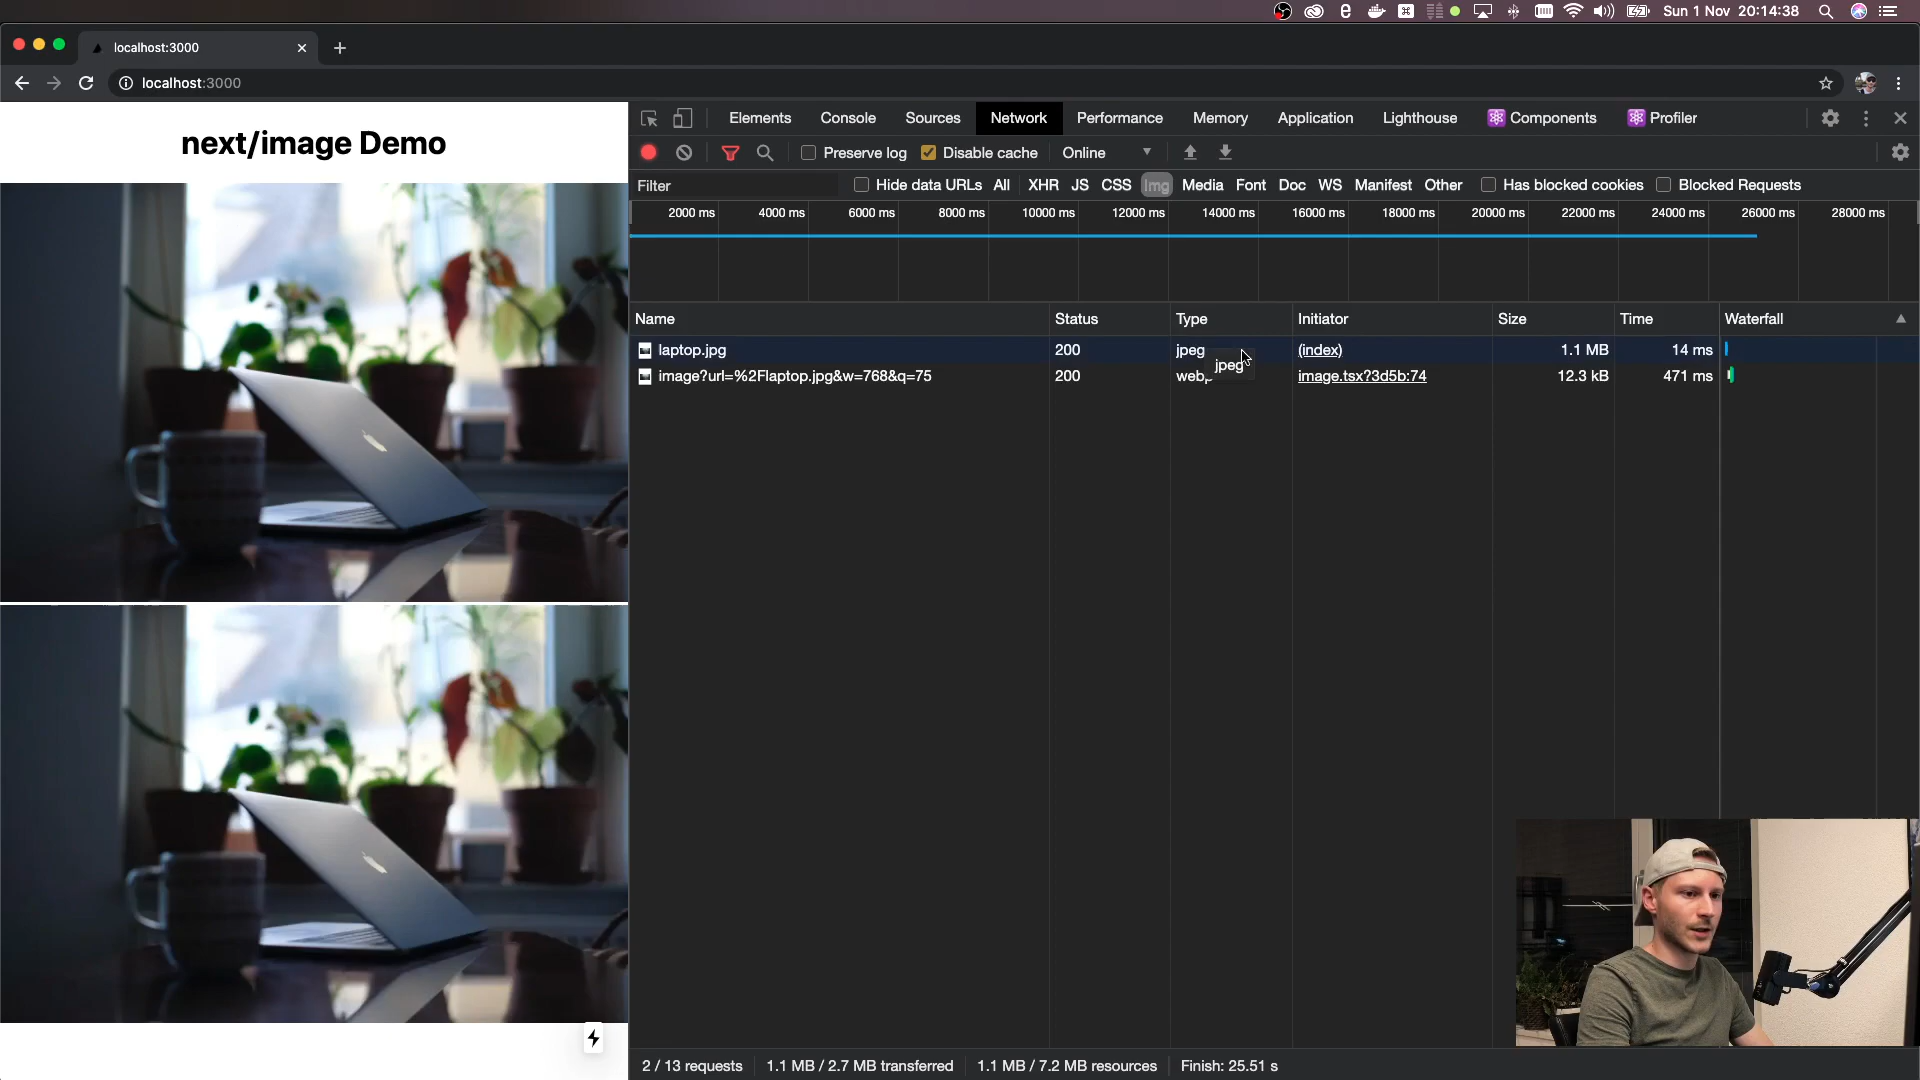 Sun 1 Nov 20:14:38
localhost:3000
localhost:3000
next/image Demo
Elements Console Sources Network Performance Memory Application Lighthouse Components Profiler
Preserve log Disable cache Online
Filter Hide data URLs All XHR JS CSS Img Media Font Doc WS Manifest Other Has blocked cookies Blocked Requests
2000 ms 4000 ms 6000 ms 8000 ms 10000 ms 12000 ms 14000 ms 16000 ms 18000 ms 20000 ms 22000 ms 24000 ms 26000 ms 28000 ms
Name Status Type Initiator Size Time Waterfall
laptop.jpg 200 jpeg (index) 1.1 MB 14 ms
jpeg
image?url=%2Flaptop.jpg&w=768&q=75 200 webp image.tsx?3d5b:74 12.3 kB 471 ms
2 / 13 requests 1.1 MB / 2.7 MB transferred 1.1 MB / 7.2 MB resources Finish: 25.51 s